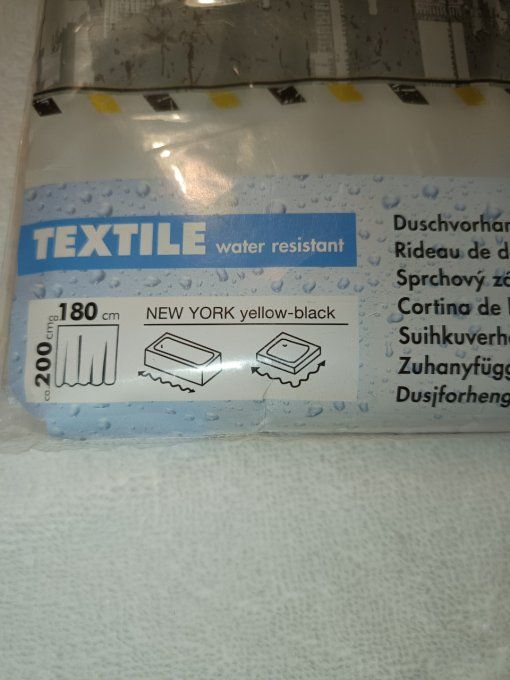 TEXTILE water resistant
180 cm
ca. 200 cm
NEW YORK yellow-black
Duschvorhan
Rideau de d
Sprchový zá
Cortina de
Suihkuverh
Zuhanyfügg
Dusjforheng